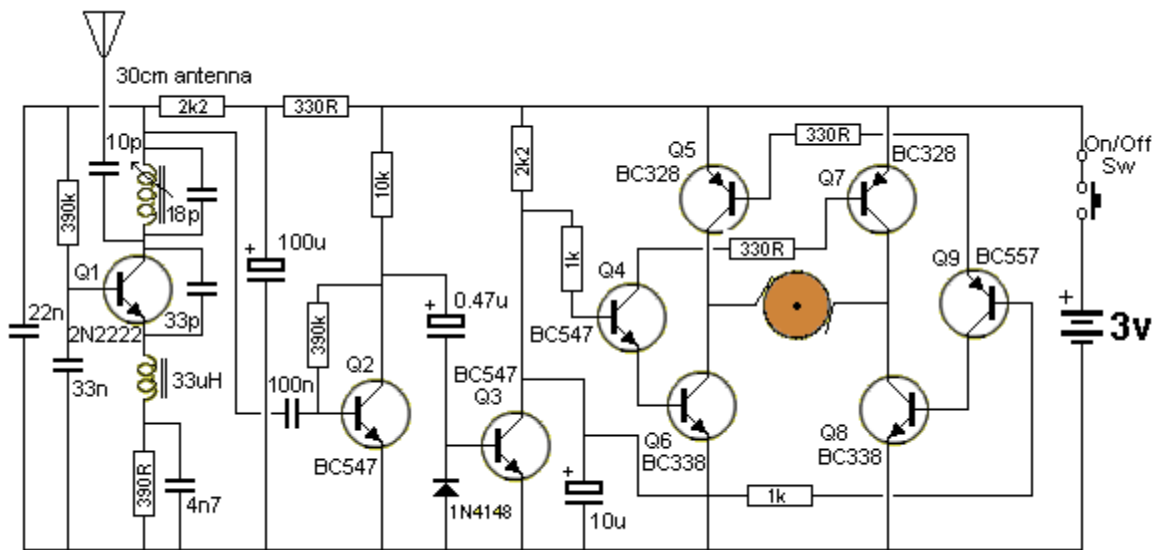 30cm antenna
2k2
330R
10p
390k
18p
Q1
2N2222
33p
22n
33n
33uH
390R
4n7
100u
10k
390k
100n
Q2
BC547
0.47u
2k2
BC547
Q3
1N4148
10u
1k
Q4
BC547
Q5
BC328
330R
330R
Q7
BC328
Q9
BC557
Q6
BC338
Q8
BC338
1k
On/Off
Sw
+
3v
+
+
+